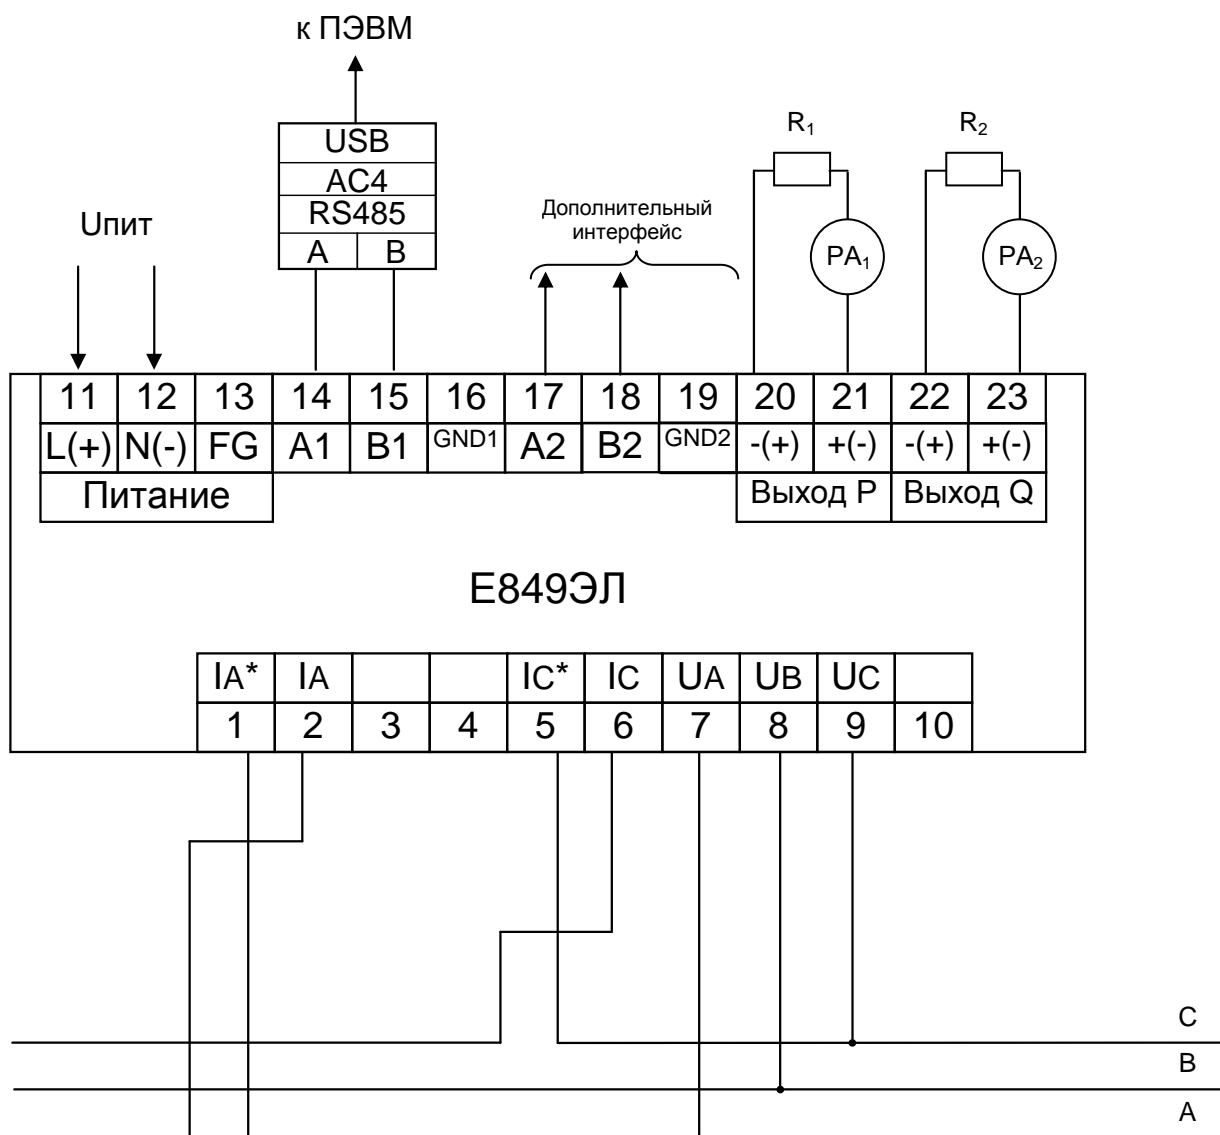 к ПЭВМ
USB
AC4
RS485
A B
R1 R2
Uпит
Дополнительный
интерфейс
PA1 PA2
11 12 13 14 15 16 17 18 19 20 21 22 23
L(+) N(-) FG A1 B1 GND1 A2 B2 GND2 -(+) +(-) -(+) +(-)
Питание Выход P Выход Q
Е849ЭЛ
IA* IA IC* IC UA UB UC
1 2 3 4 5 6 7 8 9 10
C
B
A